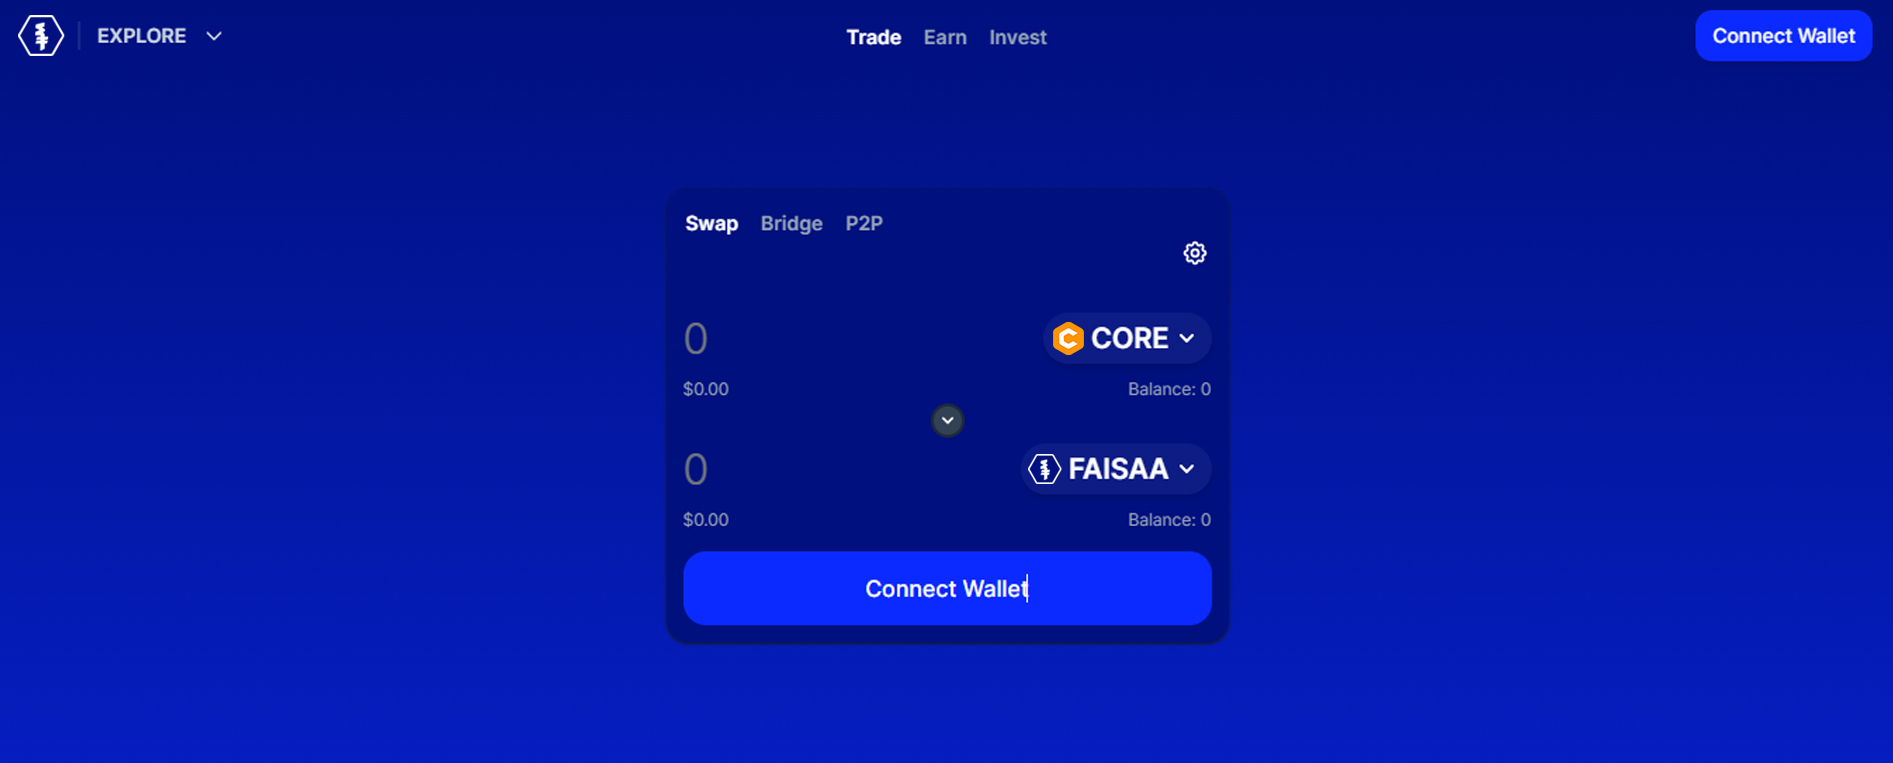 EXPLORE
Trade Earn Invest
Connect Wallet
Swap Bridge P2P
0
CORE
$0.00
Balance: 0
0
FAISAA
$0.00
Balance: 0
Connect Wallet